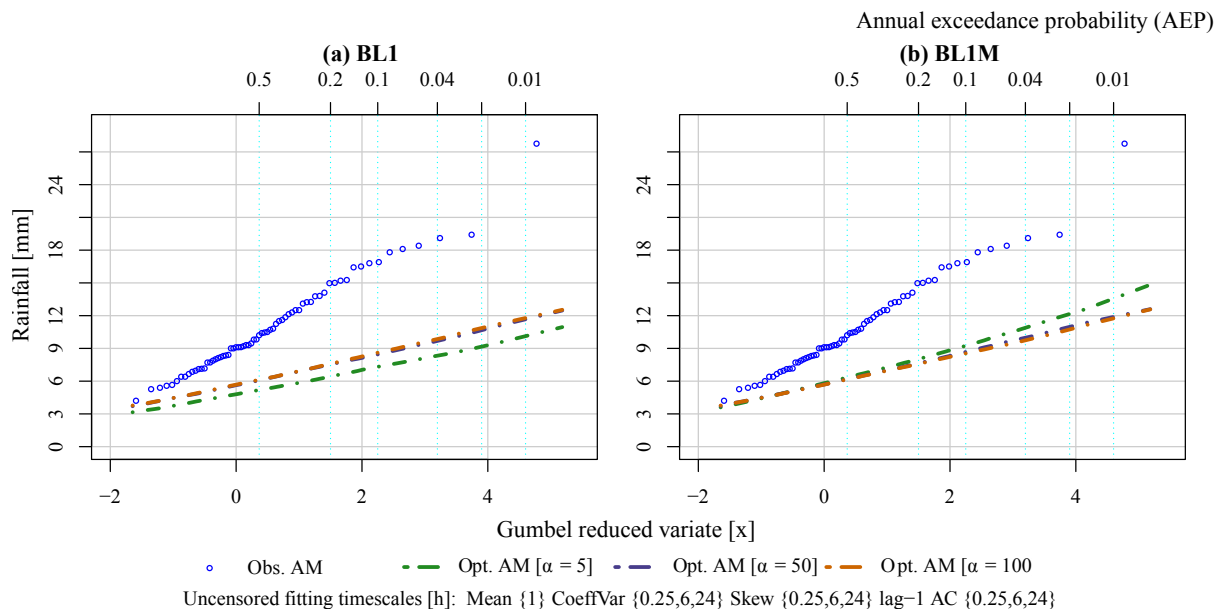 Annual exceedance probability (AEP)
(a) BL1
(b) BL1M
0.5 0.2 0.1 0.04 0.01
0.5 0.2 0.1 0.04 0.01
Rainfall [mm]
24
18
12
9
6
3
0
24
18
12
9
6
3
0
−2 0 2 4
−2 0 2 4
Gumbel reduced variate [x]
Obs. AM Opt. AM [α = 5] Opt. AM [α = 50] Opt. AM [α = 100
Uncensored fitting timescales [h]: Mean {1} CoeffVar {0.25,6,24} Skew {0.25,6,24} lag−1 AC {0.25,6,24}